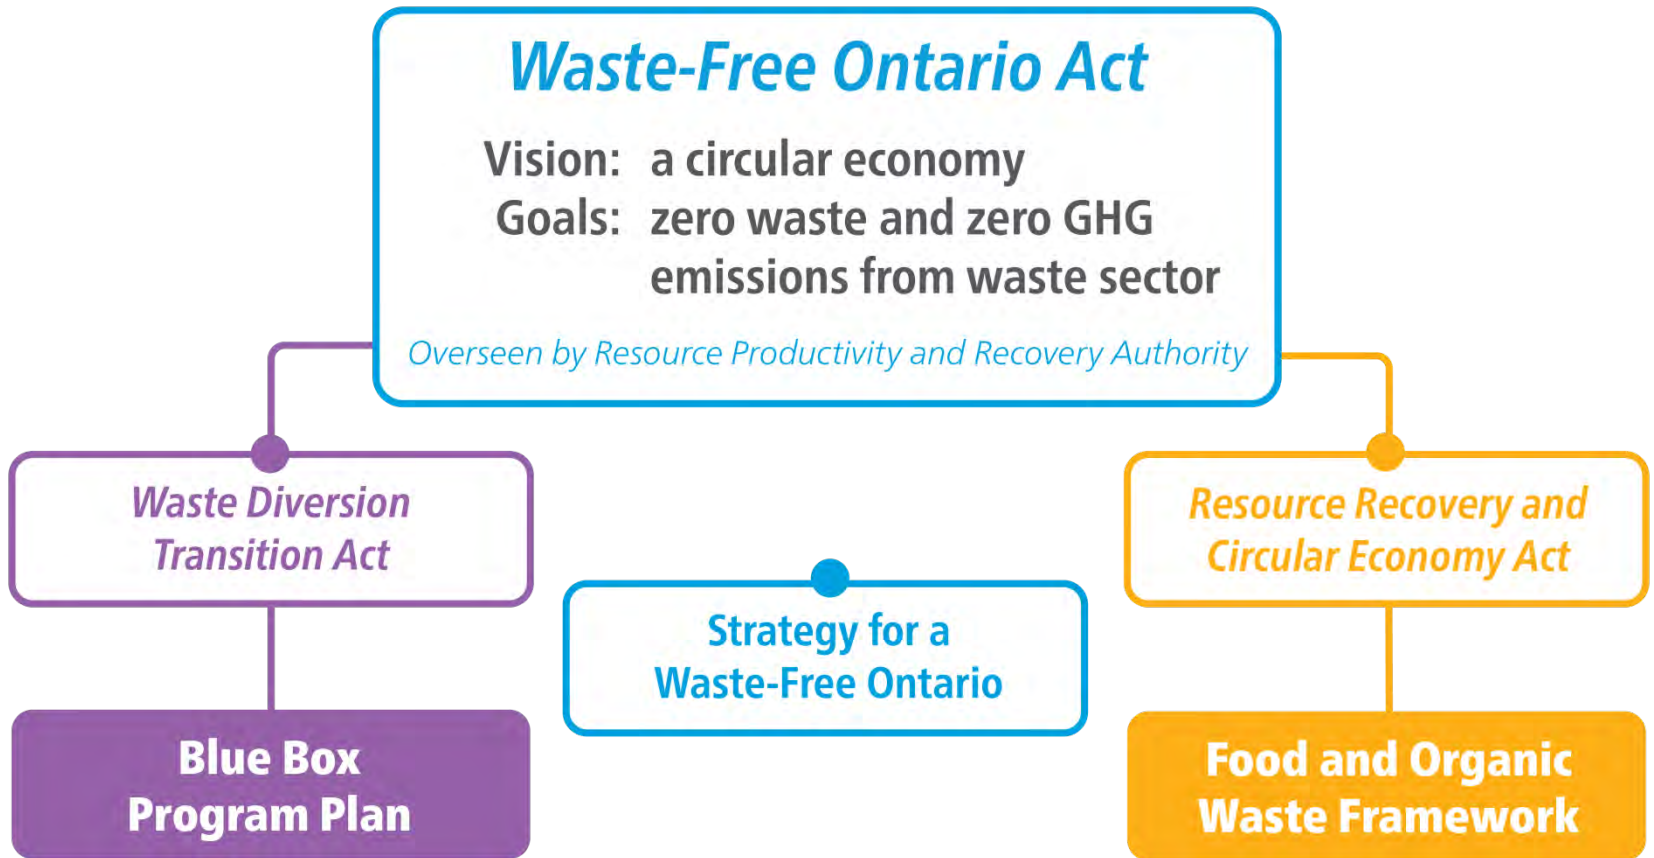 Waste-Free Ontario Act
Vision: a circular economy
Goals: zero waste and zero GHG
emissions from waste sector
Overseen by Resource Productivity and Recovery Authority
Waste Diversion
Transition Act
Resource Recovery and
Circular Economy Act
Strategy for a
Waste-Free Ontario
Blue Box
Program Plan
Food and Organic
Waste Framework